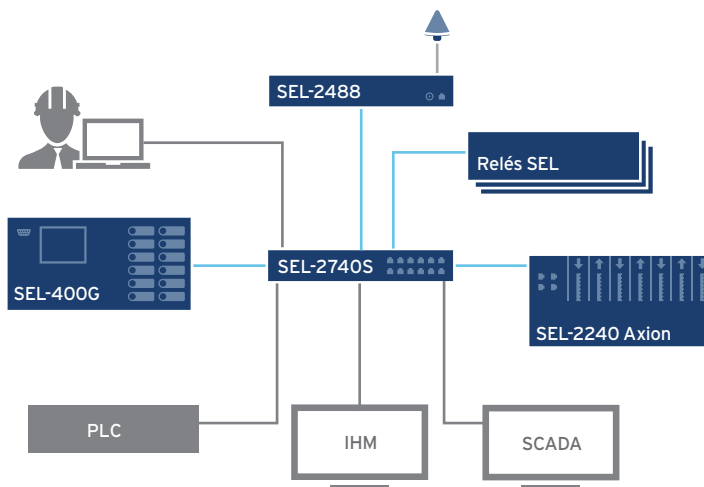 SEL-2488
Relés SEL
SEL-2740S
SEL-400G
SEL-2240 Axion
PLC
IHM
SCADA